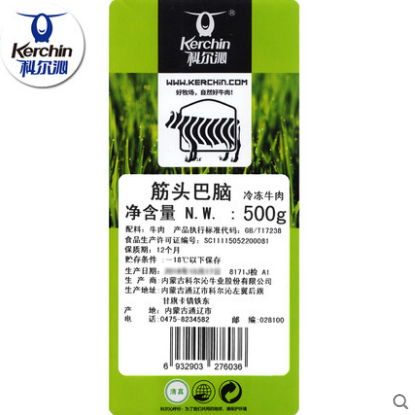 Kerchin
科尔沁
Kerchin
科尔沁
WWW.KERCHIN.COM
好牧场，自然好牛肉！
筋头巴脑 冷冻牛肉
净含量 N.W. : 500g
配料：牛肉 产品执行标准代码：GB/T17238
食品生产许可证编号：SC11115052200081
保质期：12个月
贮存条件：-18℃以下保存
生产日期： 8171J检 A1
生 产 商：内蒙古科尔沁牛业股份有限公司
生产地址：内蒙古通辽市科尔沁左翼后旗
甘旗卡镇铁东
产 地：内蒙古通辽市
电 话：0475-8234582 邮 编：028100
6 932903 276036
清真